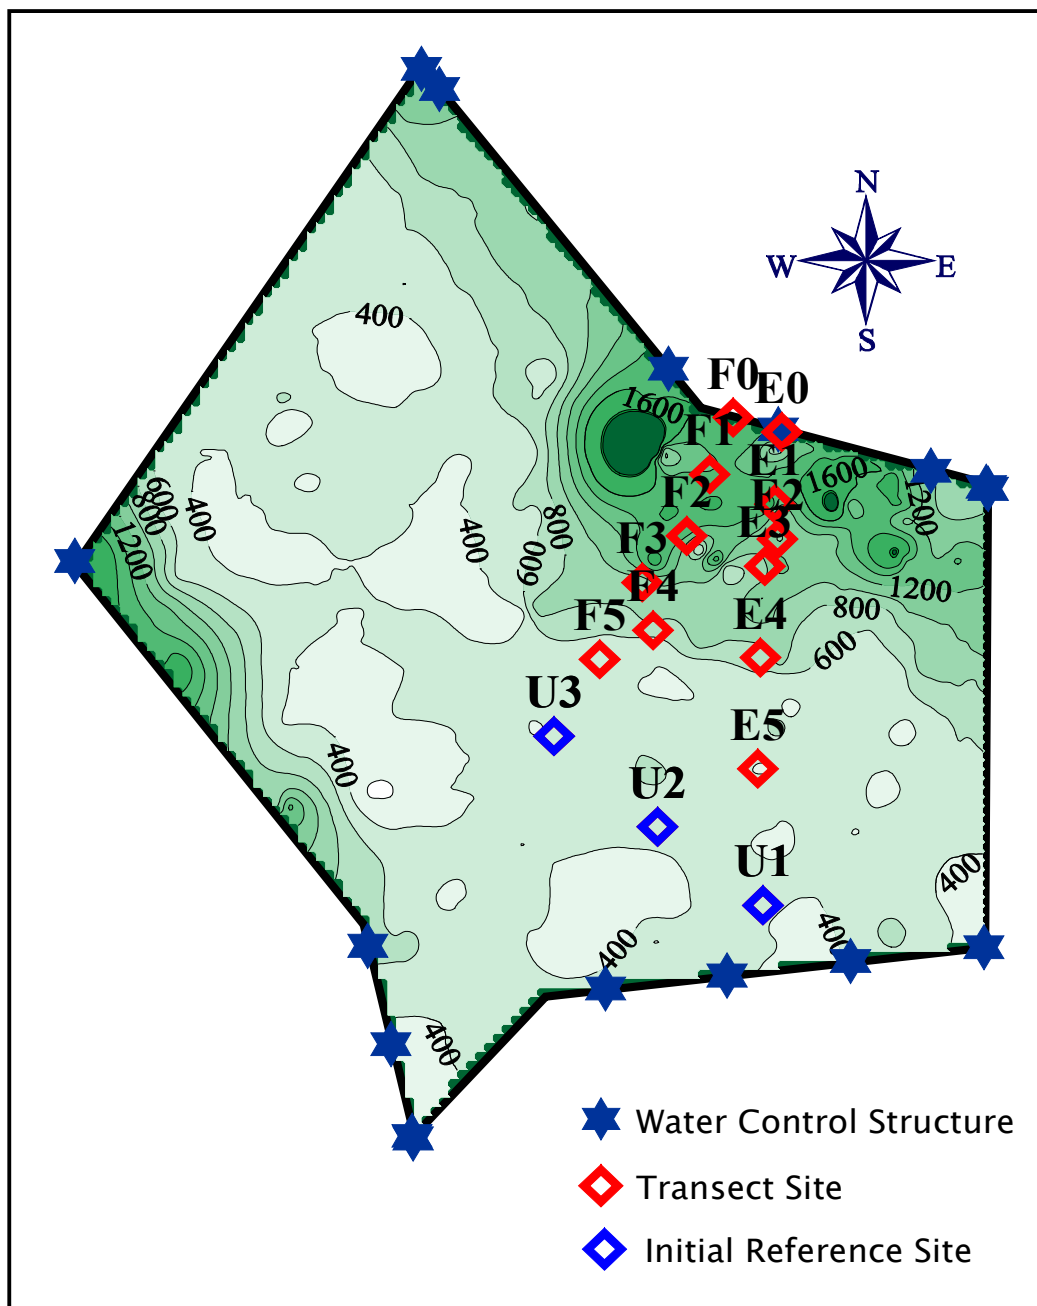 N
W E
S
400
F0
E0
1600
F1
E1
1600
F2
E2
1200
600
800
400
400
800
E3
F3
600
1200
F4
1200
F5
E4
800
600
U3
E5
400
U2
U1
400
400
400
400
Water Control Structure
Transect Site
Initial Reference Site